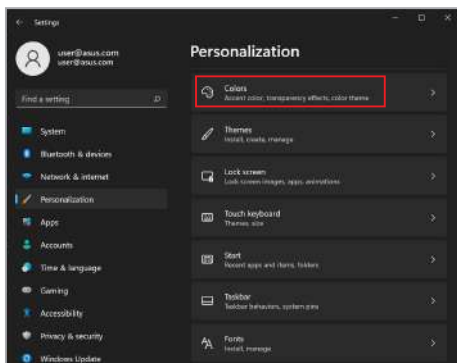 Settings
user@asus.com
user@asus.com
Find a setting
System
Bluetooth & devices
Network & internet
Personalization
Apps
Accounts
Time & language
Gaming
Accessibility
Privacy & security
Windows Update
Personalization
Colors
Accent color, transparency effects, color theme
Themes
Install, create, manage
Lock screen
Lock screen images, apps, animations
Touch keyboard
Themes, size
Start
Recent apps and items, folders
Taskbar
Taskbar behaviors, system pins
Fonts
Install, manage